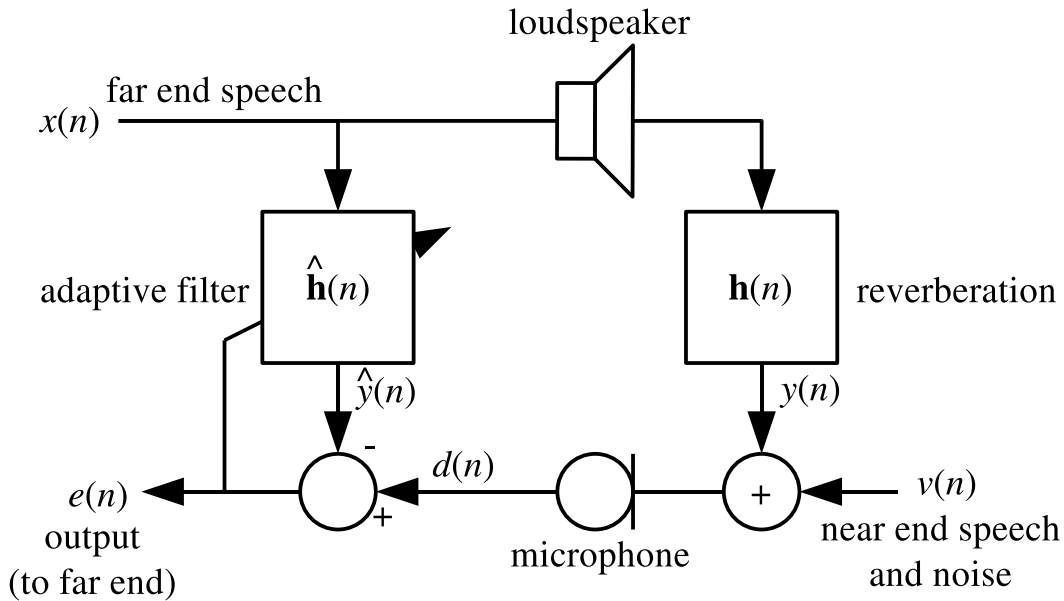 loudspeaker
far end speech
x(n)
adaptive filter
ĥ(n)
h(n)
reverberation
ŷ(n)
y(n)
-
d(n)
e(n)
+
+
v(n)
output
(to far end)
microphone
near end speech
and noise